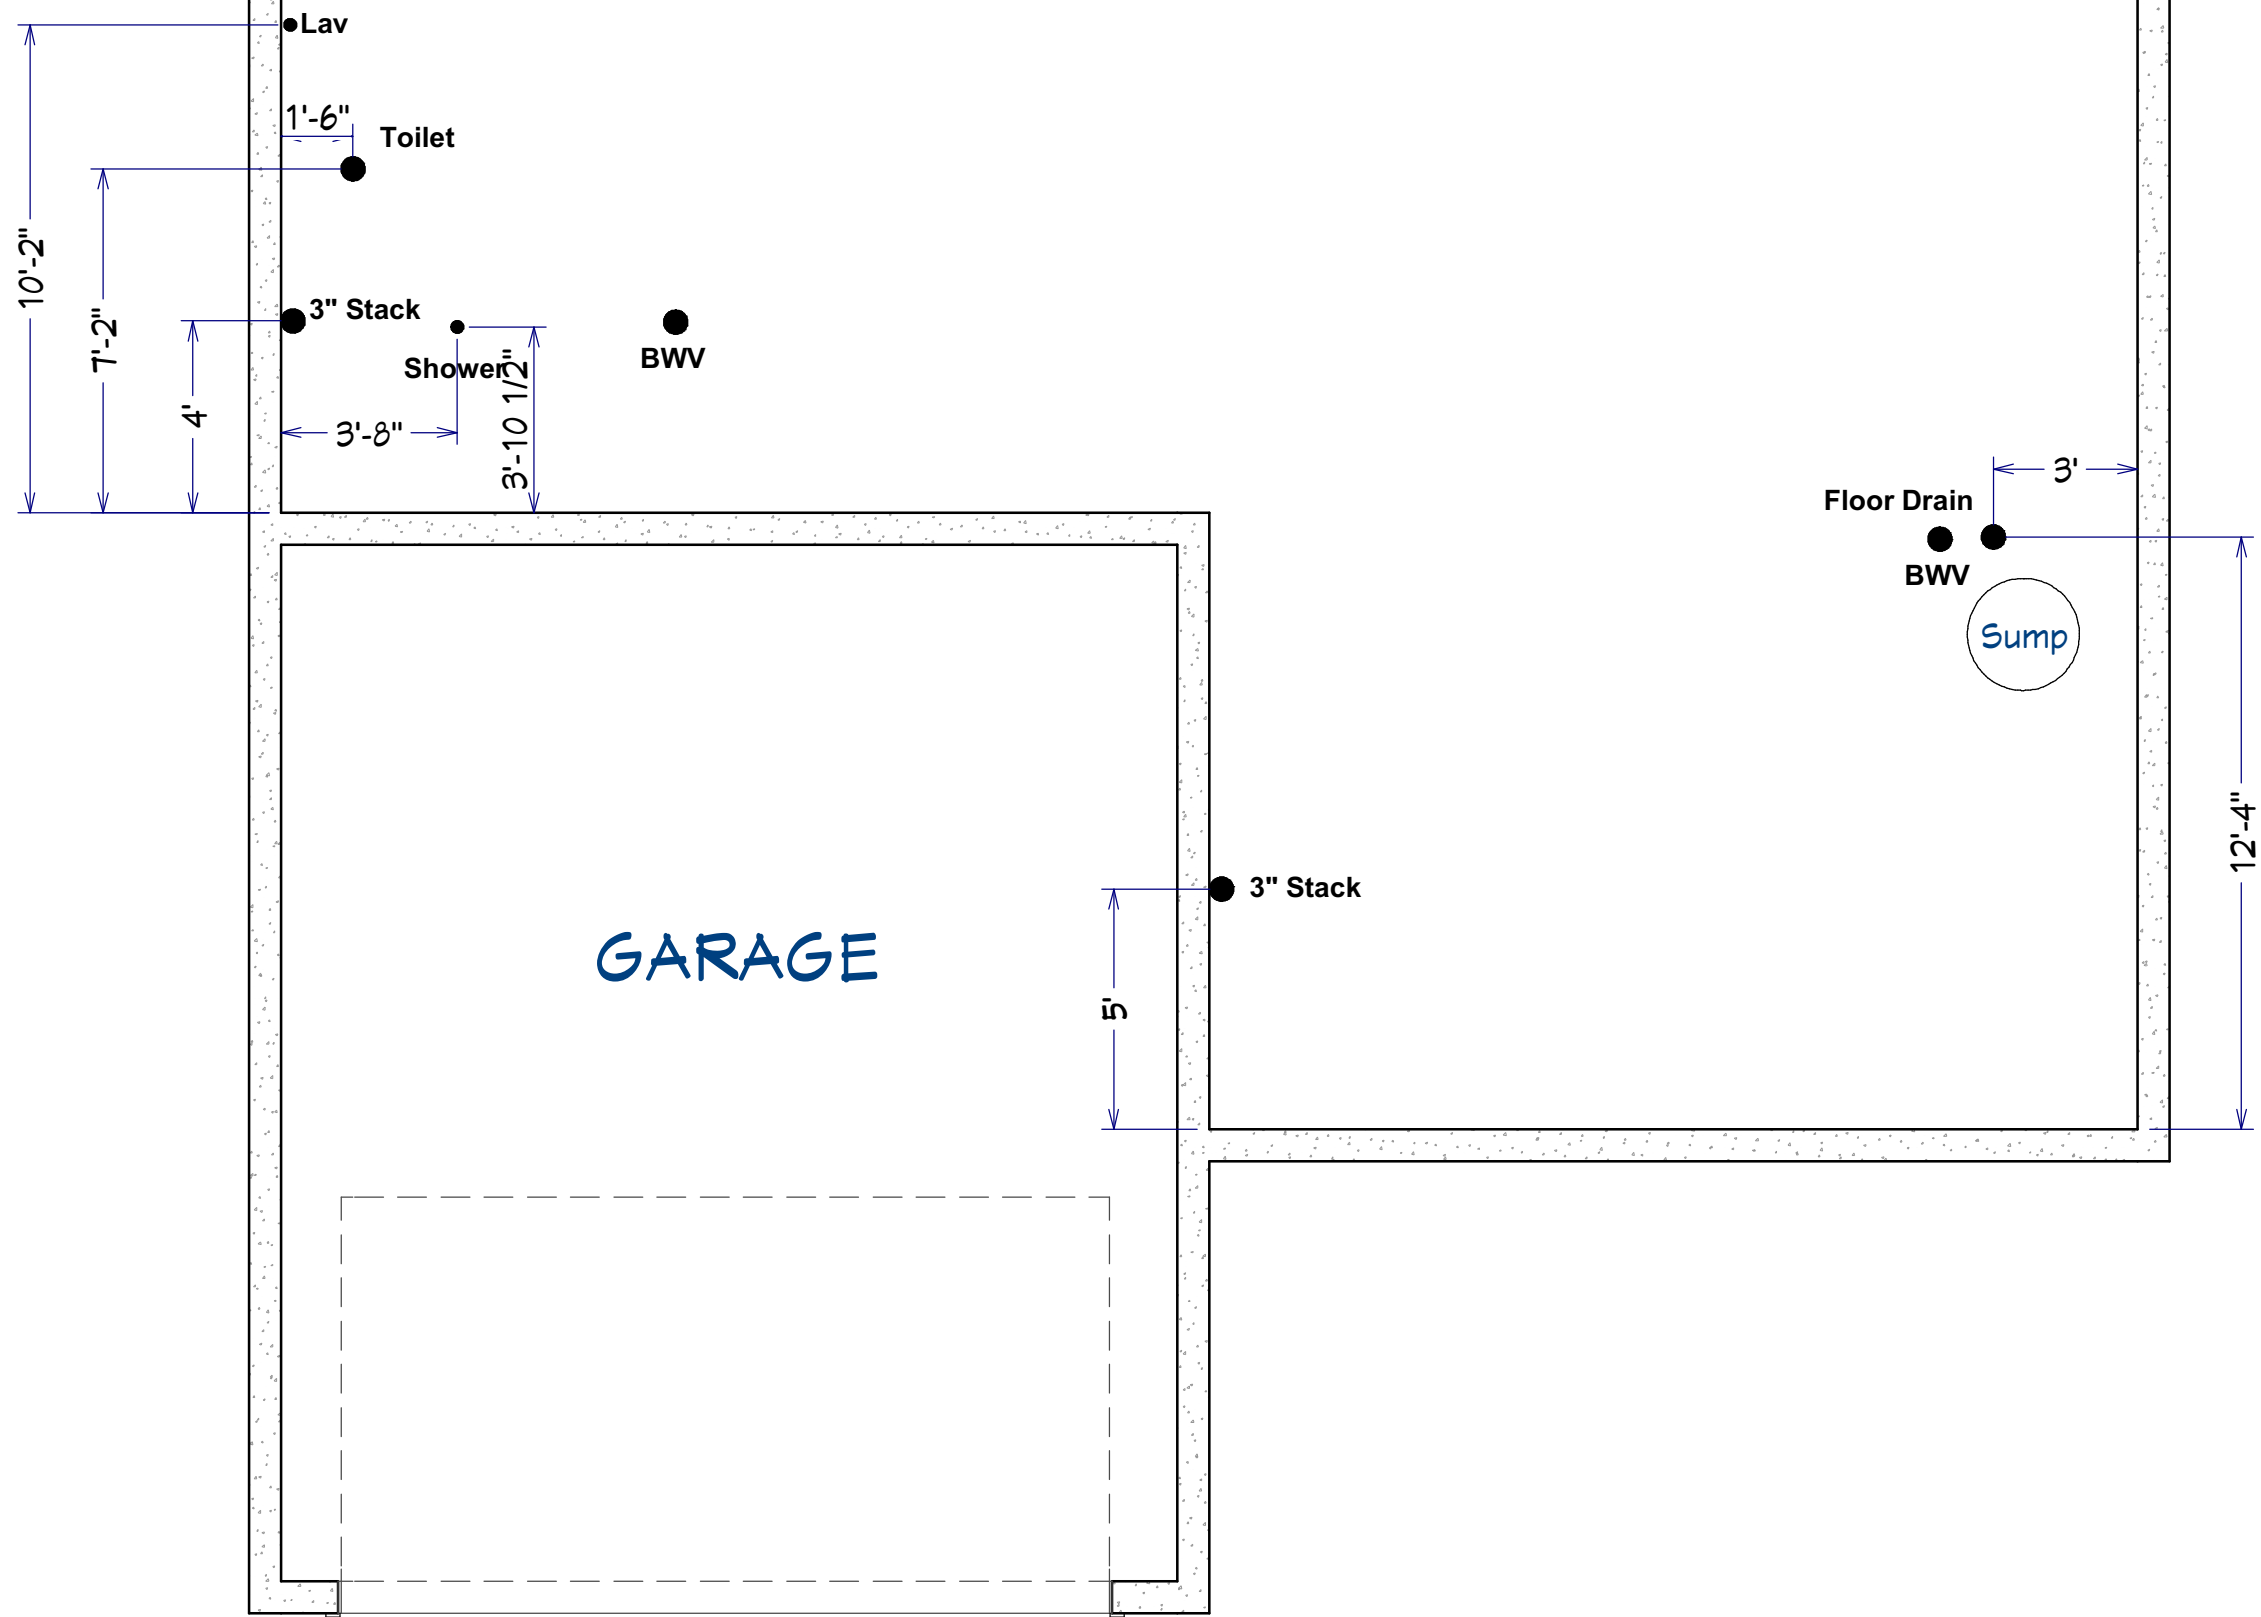 Lav
1'-6"
Toilet
10'-2"
7'-2"
3" Stack
4'
Shower
BWV
3'-8"
3'-10 1/2"
3'
Floor Drain
BWV
Sump
12'-4"
3" Stack
GARAGE
5'